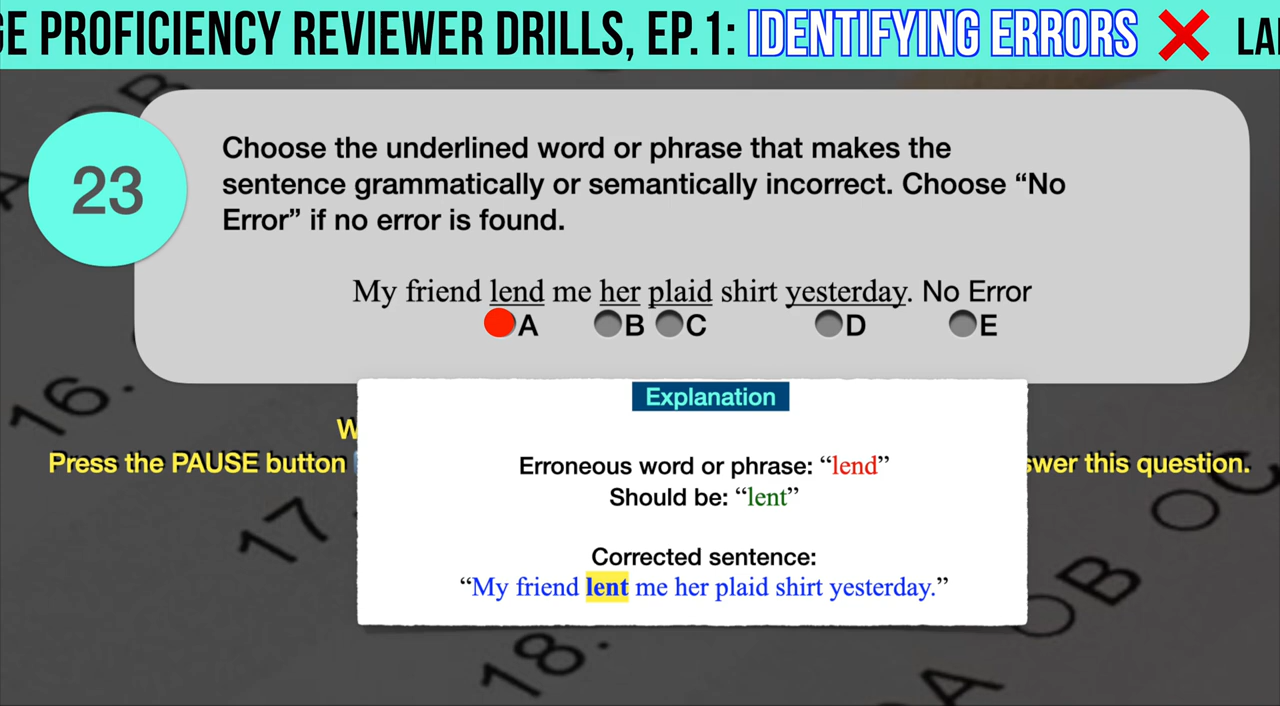 GE PROFICIENCY REVIEWER DRILLS, EP.1: IDENTIFYING ERRORS ❌ LA
23
Choose the underlined word or phrase that makes the
sentence grammatically or semantically incorrect. Choose “No
Error” if no error is found.
My friend lend me her plaid shirt yesterday. No Error
A B C D E
Explanation
W
Press the PAUSE button swer this question.
Erroneous word or phrase: “lend”
Should be: “lent”
Corrected sentence:
“My friend lent me her plaid shirt yesterday.”
16.
17.
18.
OB
OC
OB
A